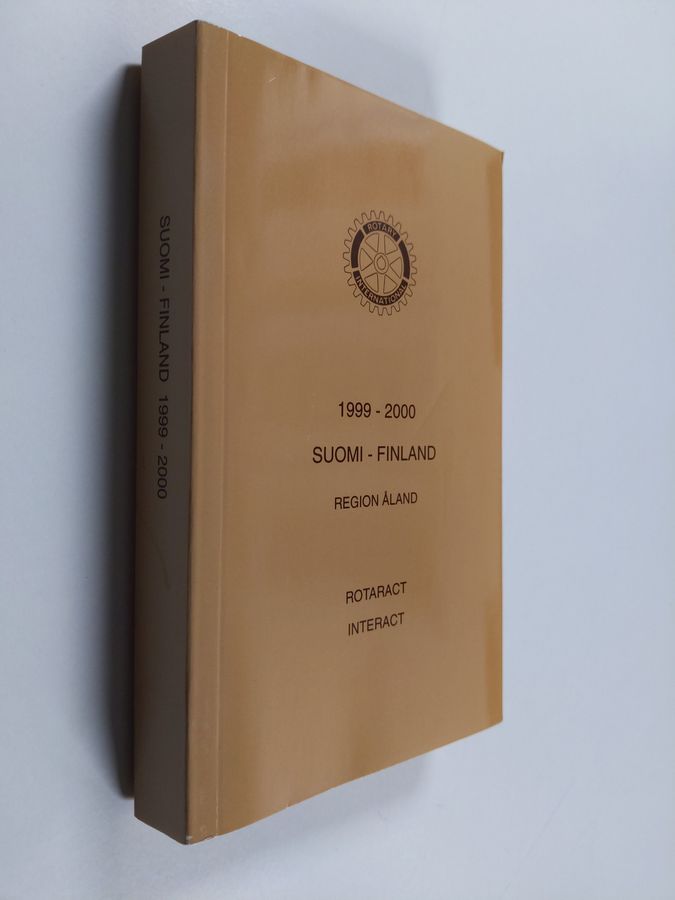 SUOMI - FINLAND 1999 - 2000
ROTARY
INTERNATIONAL
1999 - 2000
SUOMI - FINLAND
REGION ÅLAND
ROTARACT
INTERACT